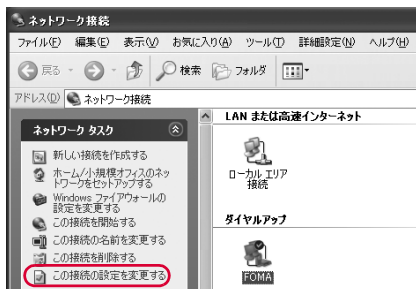 ネットワーク接続
ファイル(F) 編集(E) 表示(V) お気に入り(A) ツール(T) 詳細設定(N) ヘルプ(H)
戻る 検索 フォルダ
アドレス(D) ネットワーク接続
ネットワーク タスク
新しい接続を作成する
ホーム/小規模オフィスのネッ
トワークをセットアップする
Windows ファイアウォールの
設定を変更する
この接続を開始する
この接続の名前を変更する
この接続を削除する
この接続の設定を変更する
LAN または高速インターネット
ローカル エリア
接続
ダイヤルアップ
FOMA